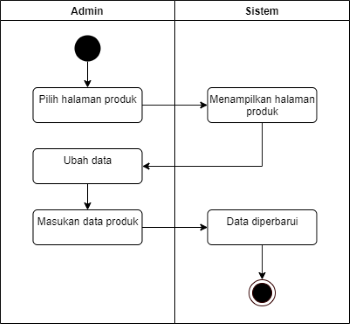 Admin
Sistem
Pilih halaman produk
Menampilkan halaman
produk
Ubah data
Masukan data produk
Data diperbarui